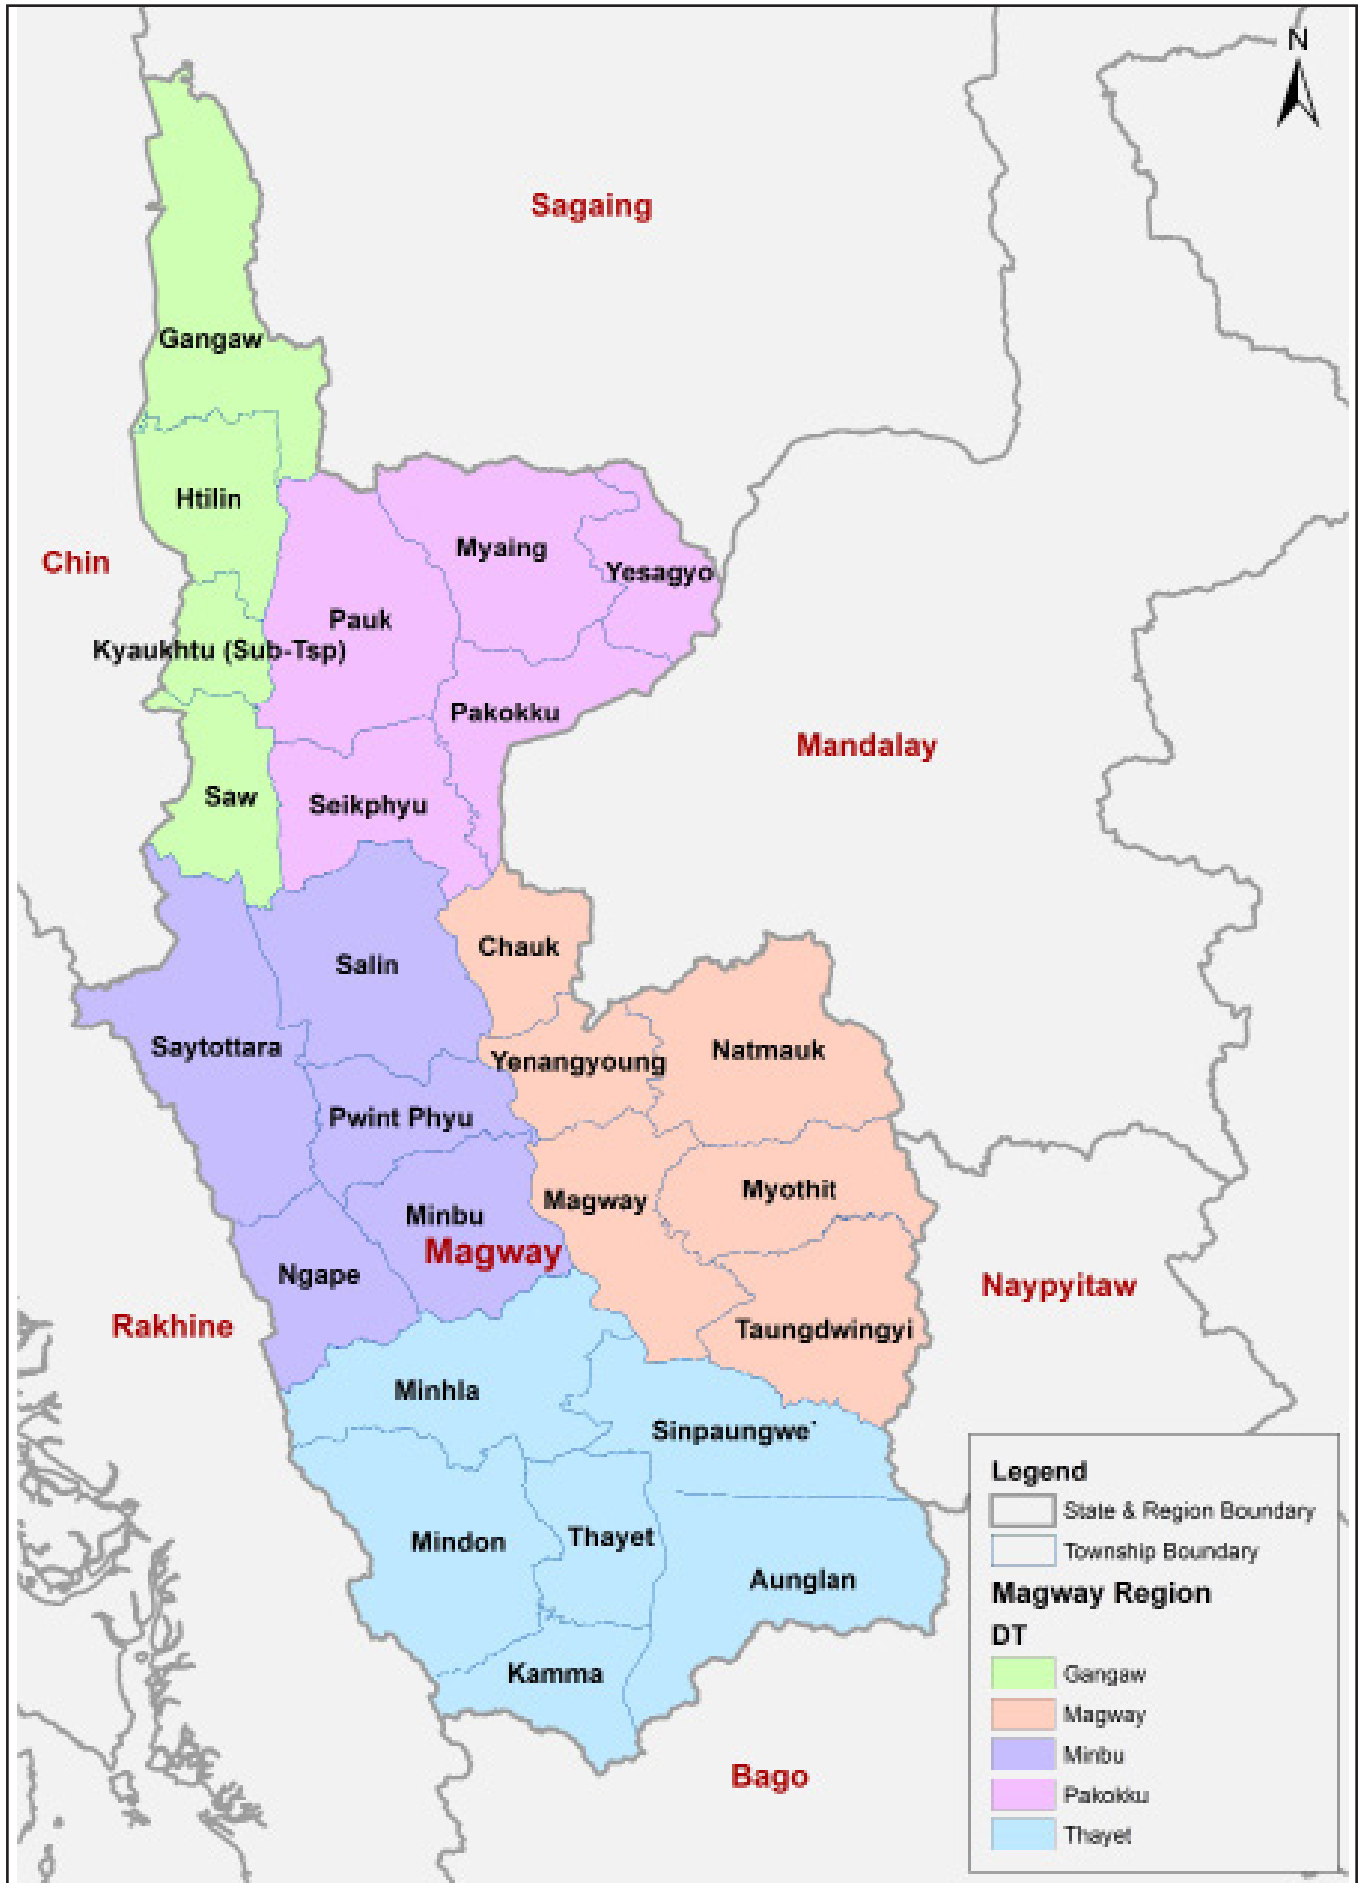 N
Sagaing
Gangaw
Htilin
Myaing
Chin
Yesagyo
Pauk
Kyaukhtu (Sub-Tsp)
Pakokku
Mandalay
Saw
Seikphyu
Chauk
Salin
Saytottara
Yenangyoung
Natmauk
Pwint Phyu
Magway
Myothit
Minbu
Magway
Ngape
Naypyitaw
Rakhine
Taungdwingyi
Minhla
Sinpaungwe'
Mindon
Thayet
Aunglan
Kamma
Bago
Legend
State & Region Boundary
Township Boundary
Magway Region
DT
Gangaw
Magway
Minbu
Pakokku
Thayet